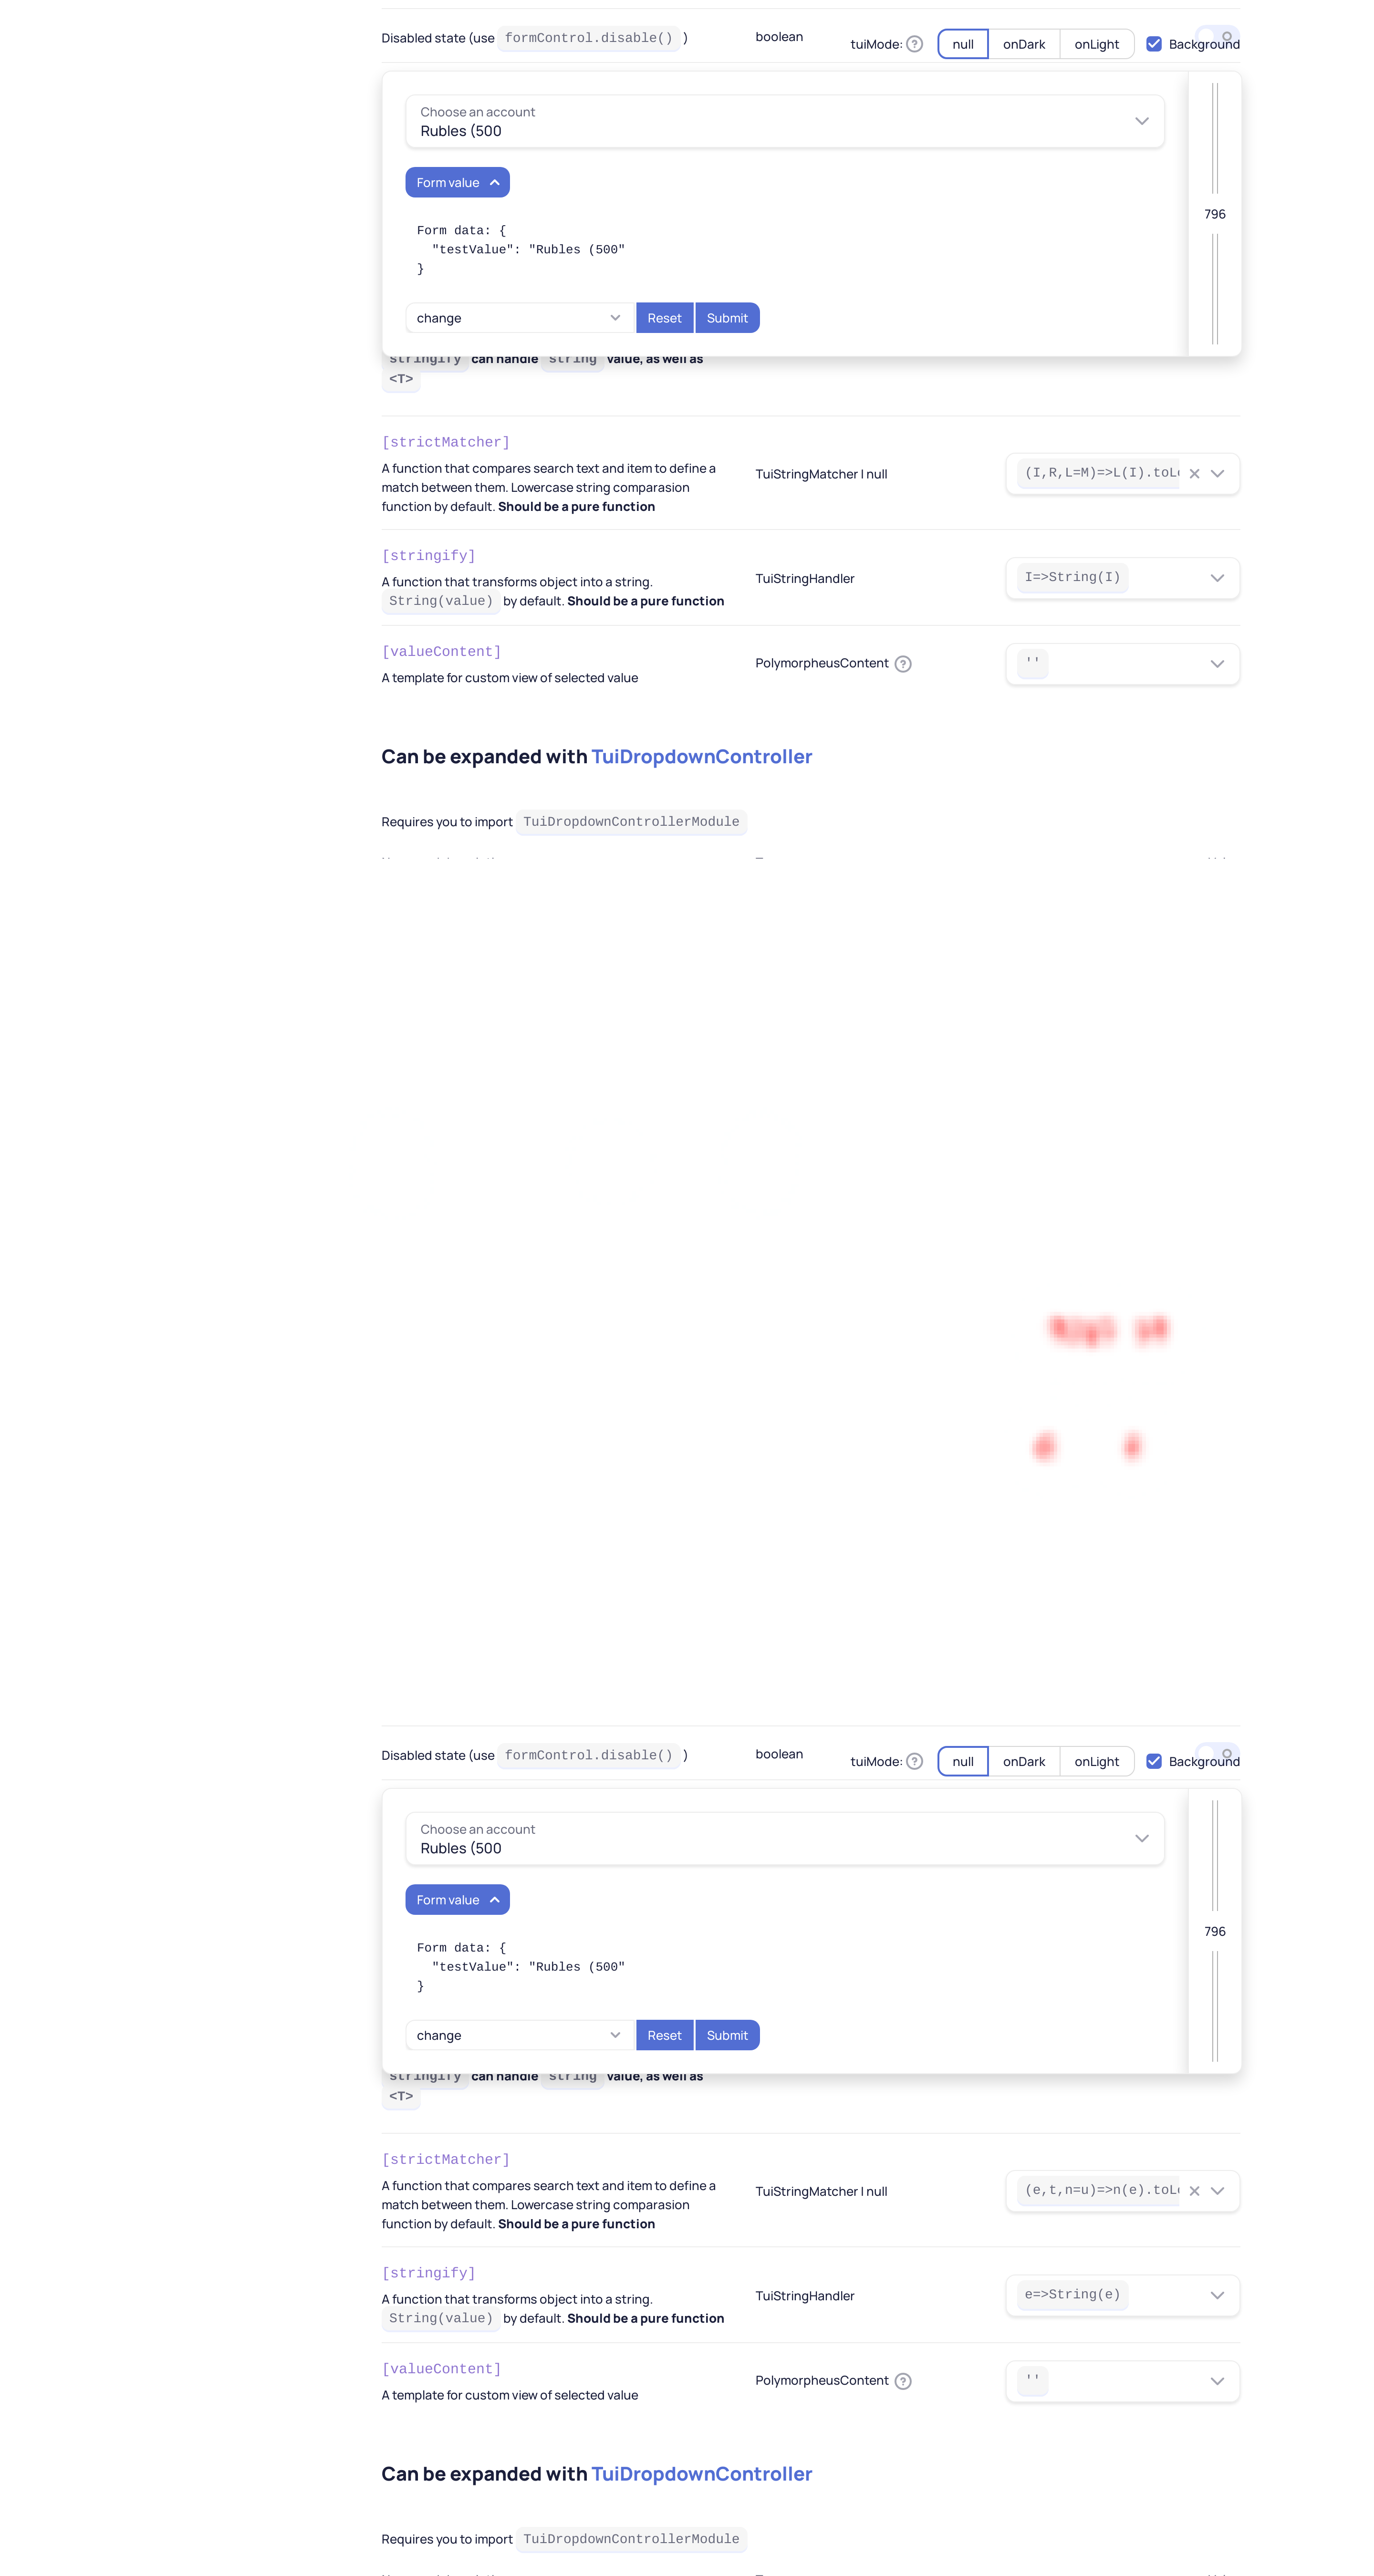 Disabled state (use formControl.disable() ) boolean tuiMode: ? null onDark onLight Background
Choose an account
Rubles (500
Form value
796
Form data: {
"testValue": "Rubles (500"
}
change Reset Submit
stringify can handle string value, as well as
<T>
[strictMatcher]
A function that compares search text and item to define a
match between them. Lowercase string comparasion
function by default. Should be a pure function
TuiStringMatcher | null
(I,R,L=M)=>L(I).toLo
[stringify]
A function that transforms object into a string.
String(value) by default. Should be a pure function
TuiStringHandler
I=>String(I)
[valueContent]
A template for custom view of selected value
PolymorpheusContent ?
''
Can be expanded with TuiDropdownController
Requires you to import TuiDropdownControllerModule
Disabled state (use formControl.disable() ) boolean tuiMode: ? null onDark onLight Background
Choose an account
Rubles (500
Form value
796
Form data: {
"testValue": "Rubles (500"
}
change Reset Submit
stringify can handle string value, as well as
<T>
[strictMatcher]
A function that compares search text and item to define a
match between them. Lowercase string comparasion
function by default. Should be a pure function
TuiStringMatcher | null
(e,t,n=u)=>n(e).toLo
[stringify]
A function that transforms object into a string.
String(value) by default. Should be a pure function
TuiStringHandler
e=>String(e)
[valueContent]
A template for custom view of selected value
PolymorpheusContent ?
''
Can be expanded with TuiDropdownController
Requires you to import TuiDropdownControllerModule